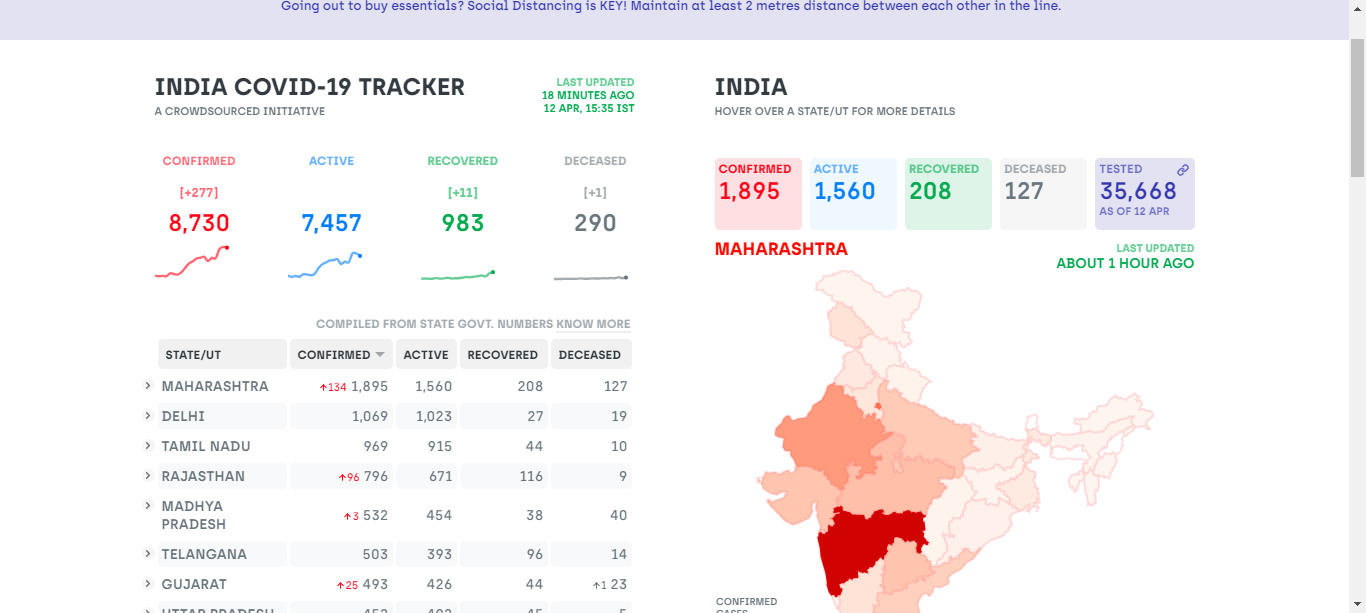 Going out to buy essentials? Social Distancing is KEY! Maintain at least 2 metres distance between each other in the line.
INDIA COVID-19 TRACKER
A CROWDSOURCED INITIATIVE
LAST UPDATED
18 MINUTES AGO
12 APR, 15:35 IST
CONFIRMED ACTIVE RECOVERED DECEASED
[+277] [+11] [+1]
8,730 7,457 983 290
COMPILED FROM STATE GOVT. NUMBERS KNOW MORE
STATE/UT CONFIRMED ACTIVE RECOVERED DECEASED
MAHARASHTRA ↑134 1,895 1,560 208 127
DELHI 1,069 1,023 27 19
TAMIL NADU 969 915 44 10
RAJASTHAN ↑96 796 671 116 9
MADHYA
PRADESH ↑3 532 454 38 40
TELANGANA 503 393 96 14
GUJARAT ↑25 493 426 44 ↑1 23
UTTAR PRADESH 452 402 45 5
INDIA
HOVER OVER A STATE/UT FOR MORE DETAILS
CONFIRMED ACTIVE RECOVERED DECEASED TESTED
1,895 1,560 208 127 35,668
AS OF 12 APR
MAHARASHTRA
LAST UPDATED
ABOUT 1 HOUR AGO
CONFIRMED
CASES